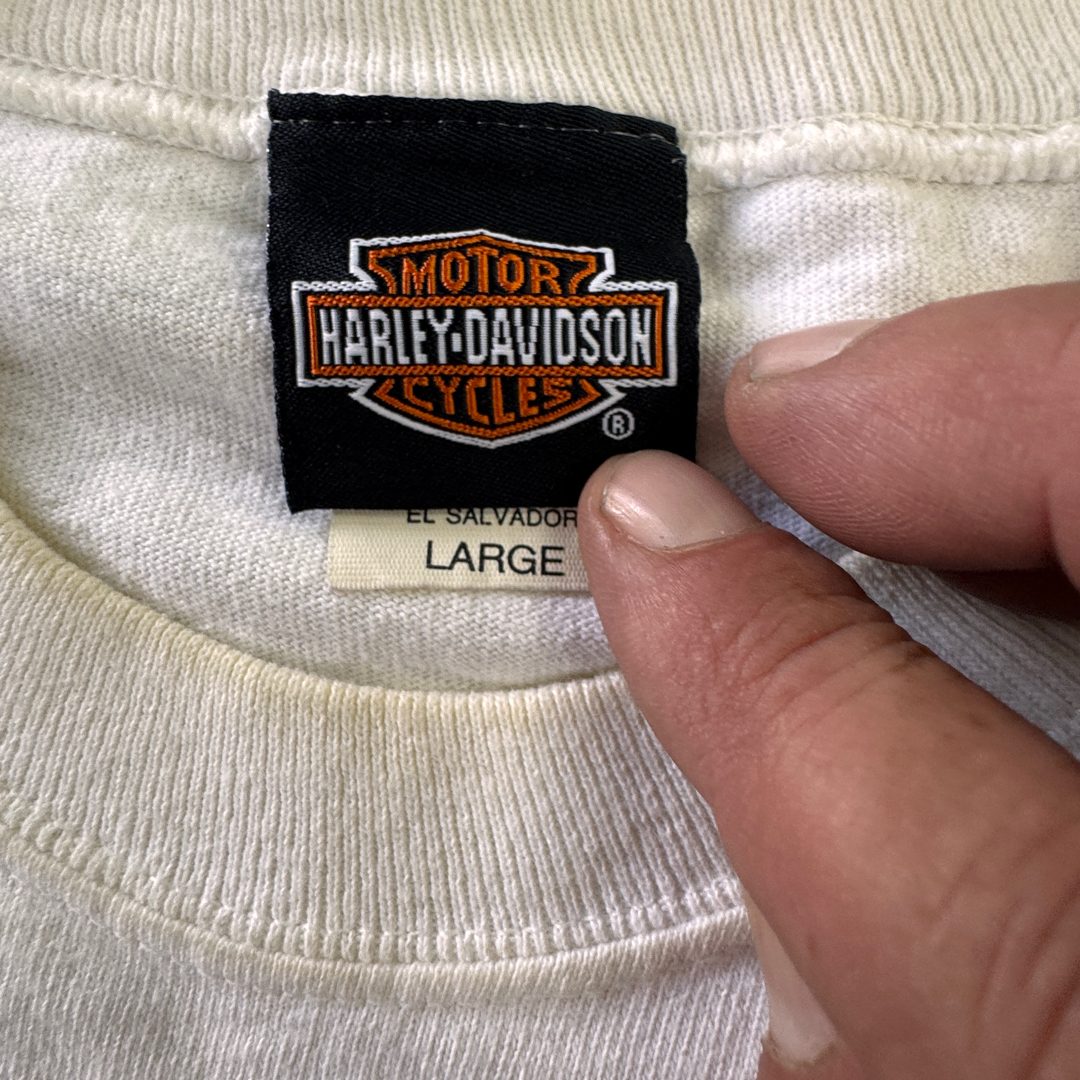 MOTOR
HARLEY-DAVIDSON
CYCLES
®
EL SALVADOR
LARGE